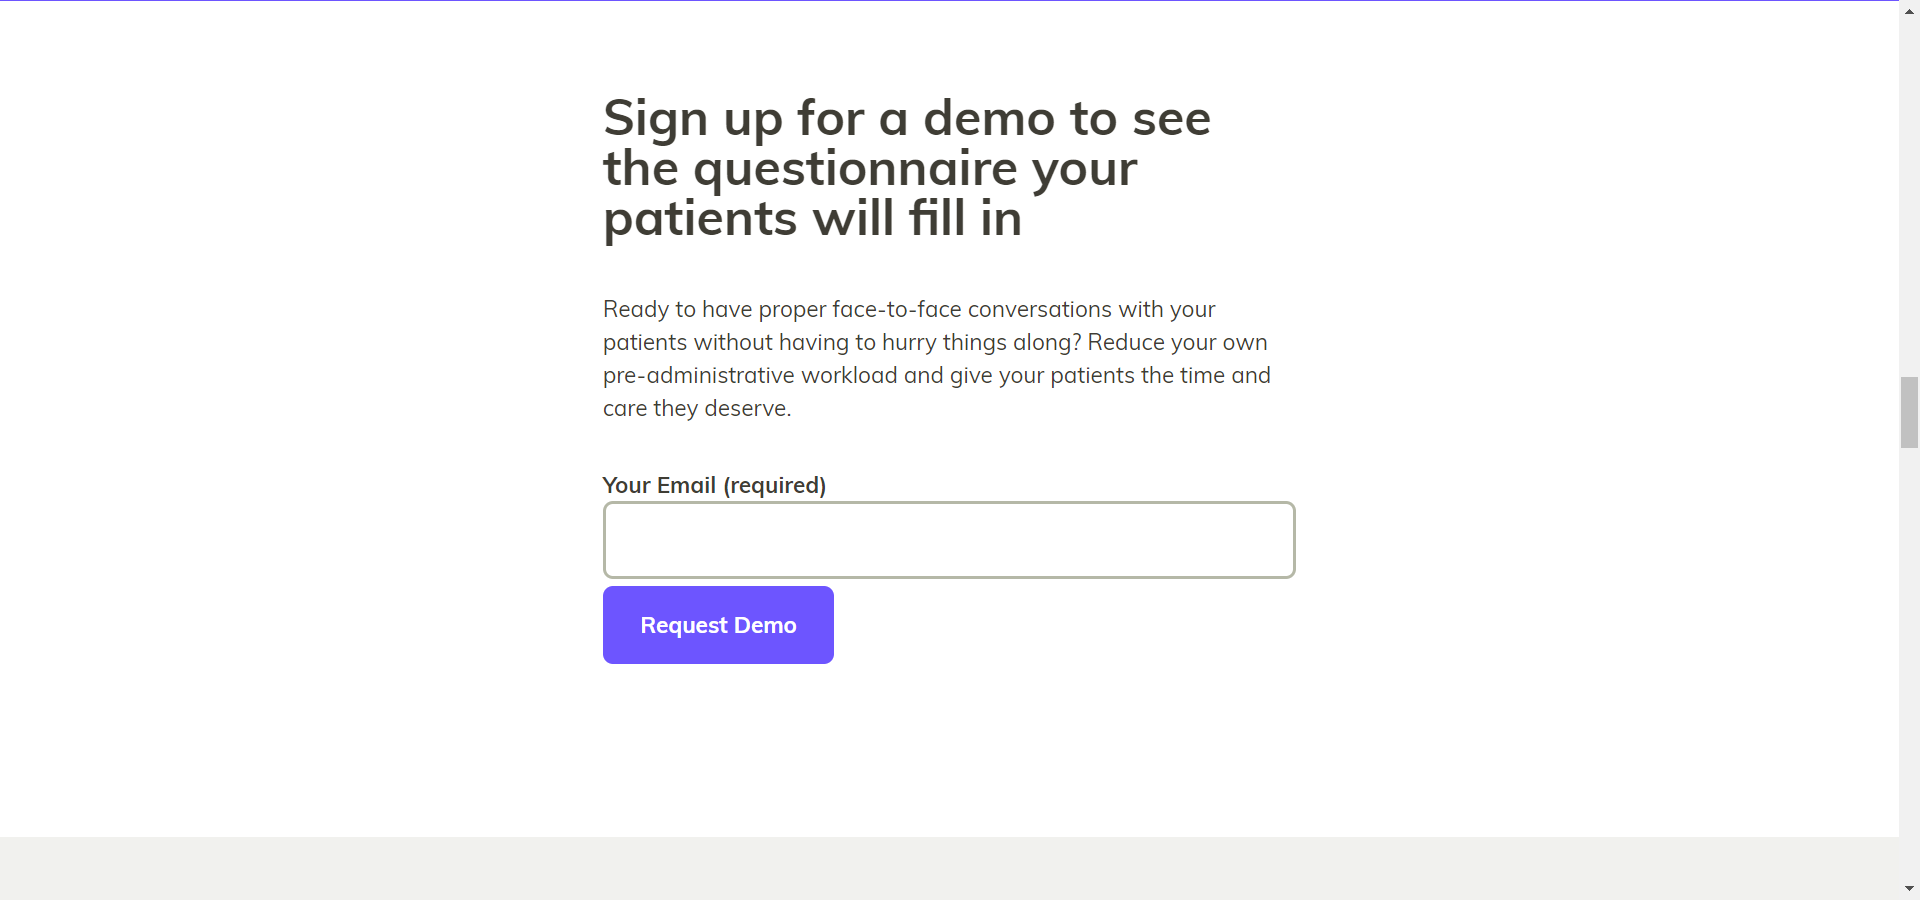 Sign up for a demo to see
the questionnaire your
patients will fill in
Ready to have proper face-to-face conversations with your
patients without having to hurry things along? Reduce your own
pre-administrative workload and give your patients the time and
care they deserve.
Your Email (required)
Request Demo